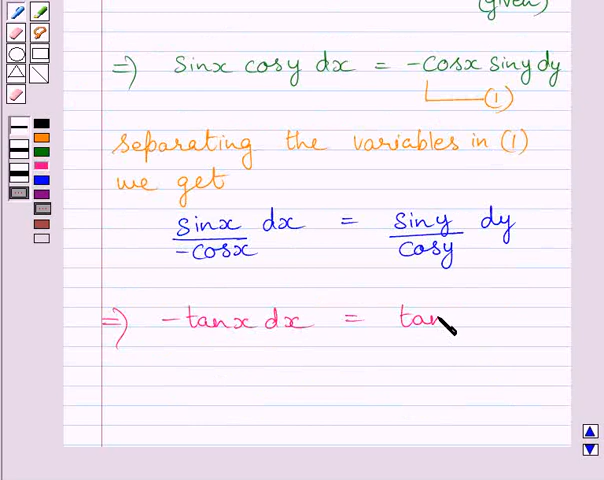 (given)
⇒) sinx cosy dx = -cosx siny dy
(1)
separating the variables in (1)
we get
sinx/-cosx dx = siny/cosy dy
⇒) -tanx dx = tan